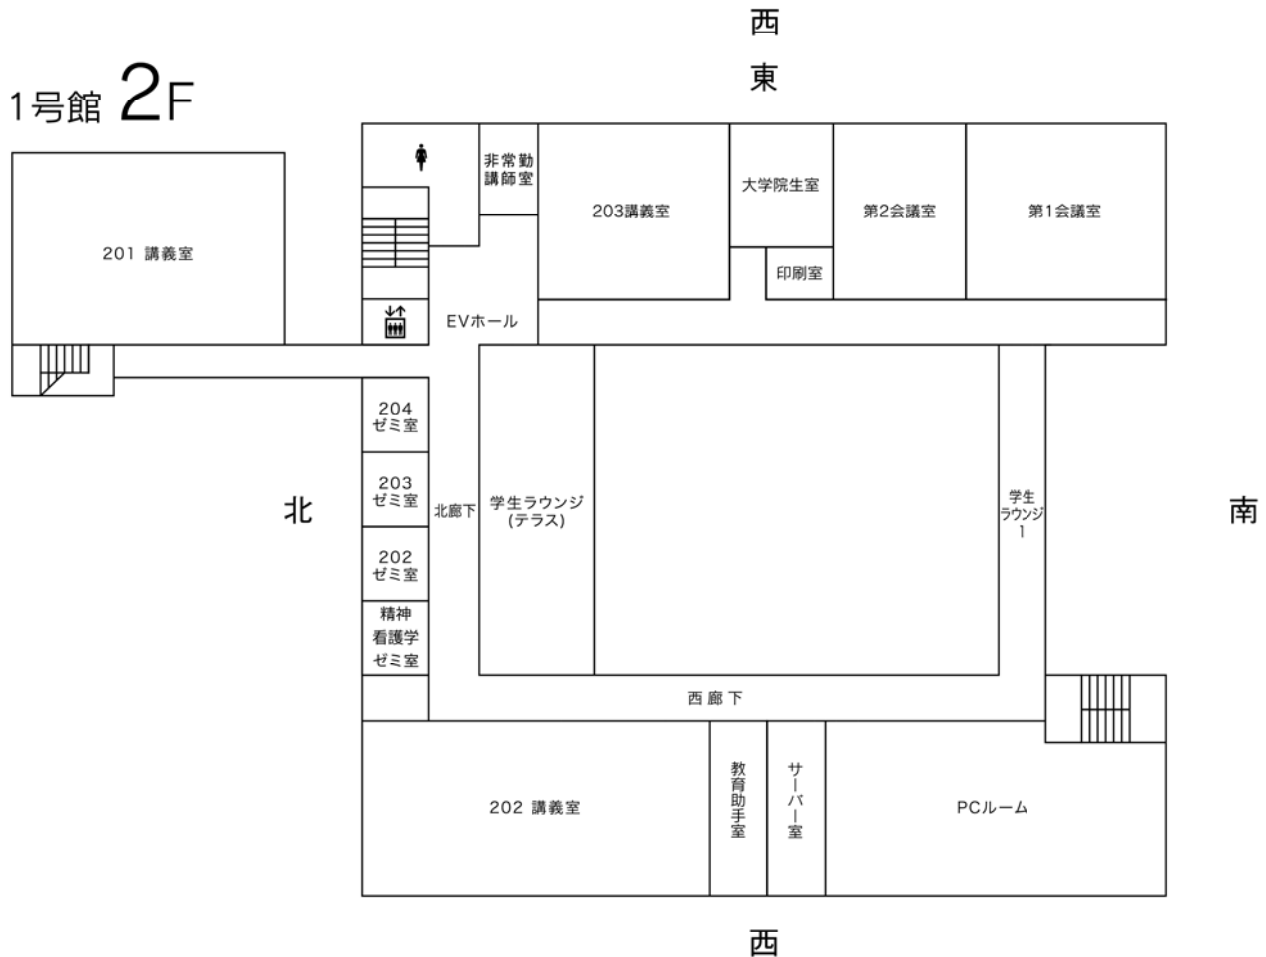 西
東
1号館 2F
非常勤
講師室
大学院生室
203講義室
第2会議室
第1会議室
201 講義室
印刷室
EVホール
204
ゼミ室
203
ゼミ室
北
北廊下
学生ラウンジ
(テラス)
学生
ラウンジ
1
南
202
ゼミ室
精神
看護学
ゼミ室
西廊下
202 講義室
教育助手室
サーバー室
PCルーム
西